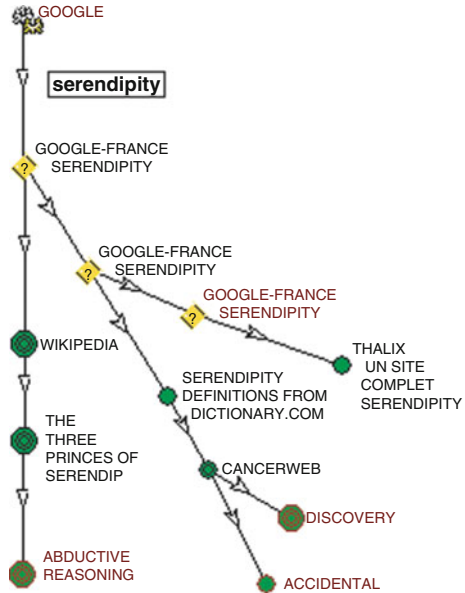 GOOGLE
serendipity
GOOGLE-FRANCE
SERENDIPITY
?
GOOGLE-FRANCE
SERENDIPITY
?
GOOGLE-FRANCE
SERENDIPITY
?
WIKIPEDIA
THALIX
UN SITE
COMPLET
SERENDIPITY
SERENDIPITY
DEFINITIONS FROM
DICTIONARY.COM
THE
THREE
PRINCES OF
SERENDIP
CANCERWEB
DISCOVERY
ABDUCTIVE
REASONING
ACCIDENTAL